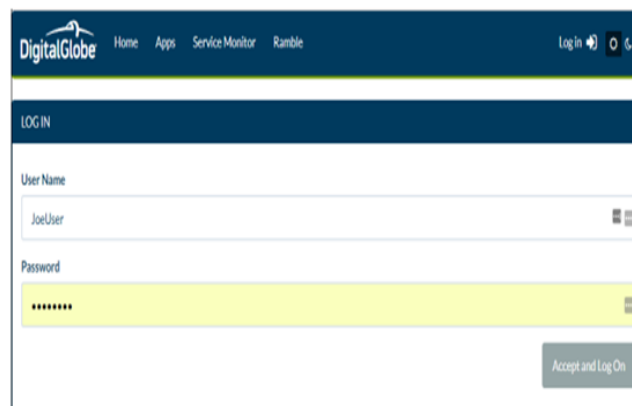 DigitalGlobe Home Apps Service Monitor Ramble Log in
LOG IN
User Name
JoeUser
Password
••••••••
Accept and Log On